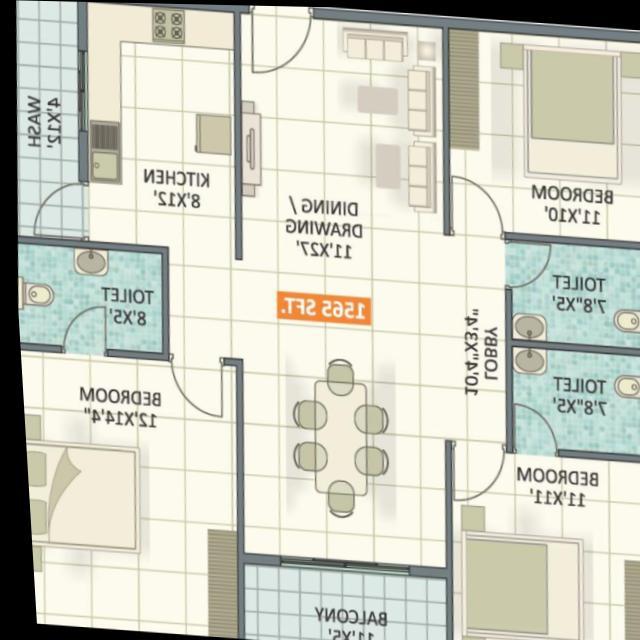 WASH
4'X12'
KITCHEN
8'X12'
DINING /
DRAWING
11'X27'
BEDROOM
11'X10'
TOILET
8'X5'
TOILET
7'8"X5'
1565 SFT.
LOBBY
10'4"X3'4"
TOILET
7'8"X5'
BEDROOM
12'X14'4"
BEDROOM
11'X11'
BALCONY
11'X5'